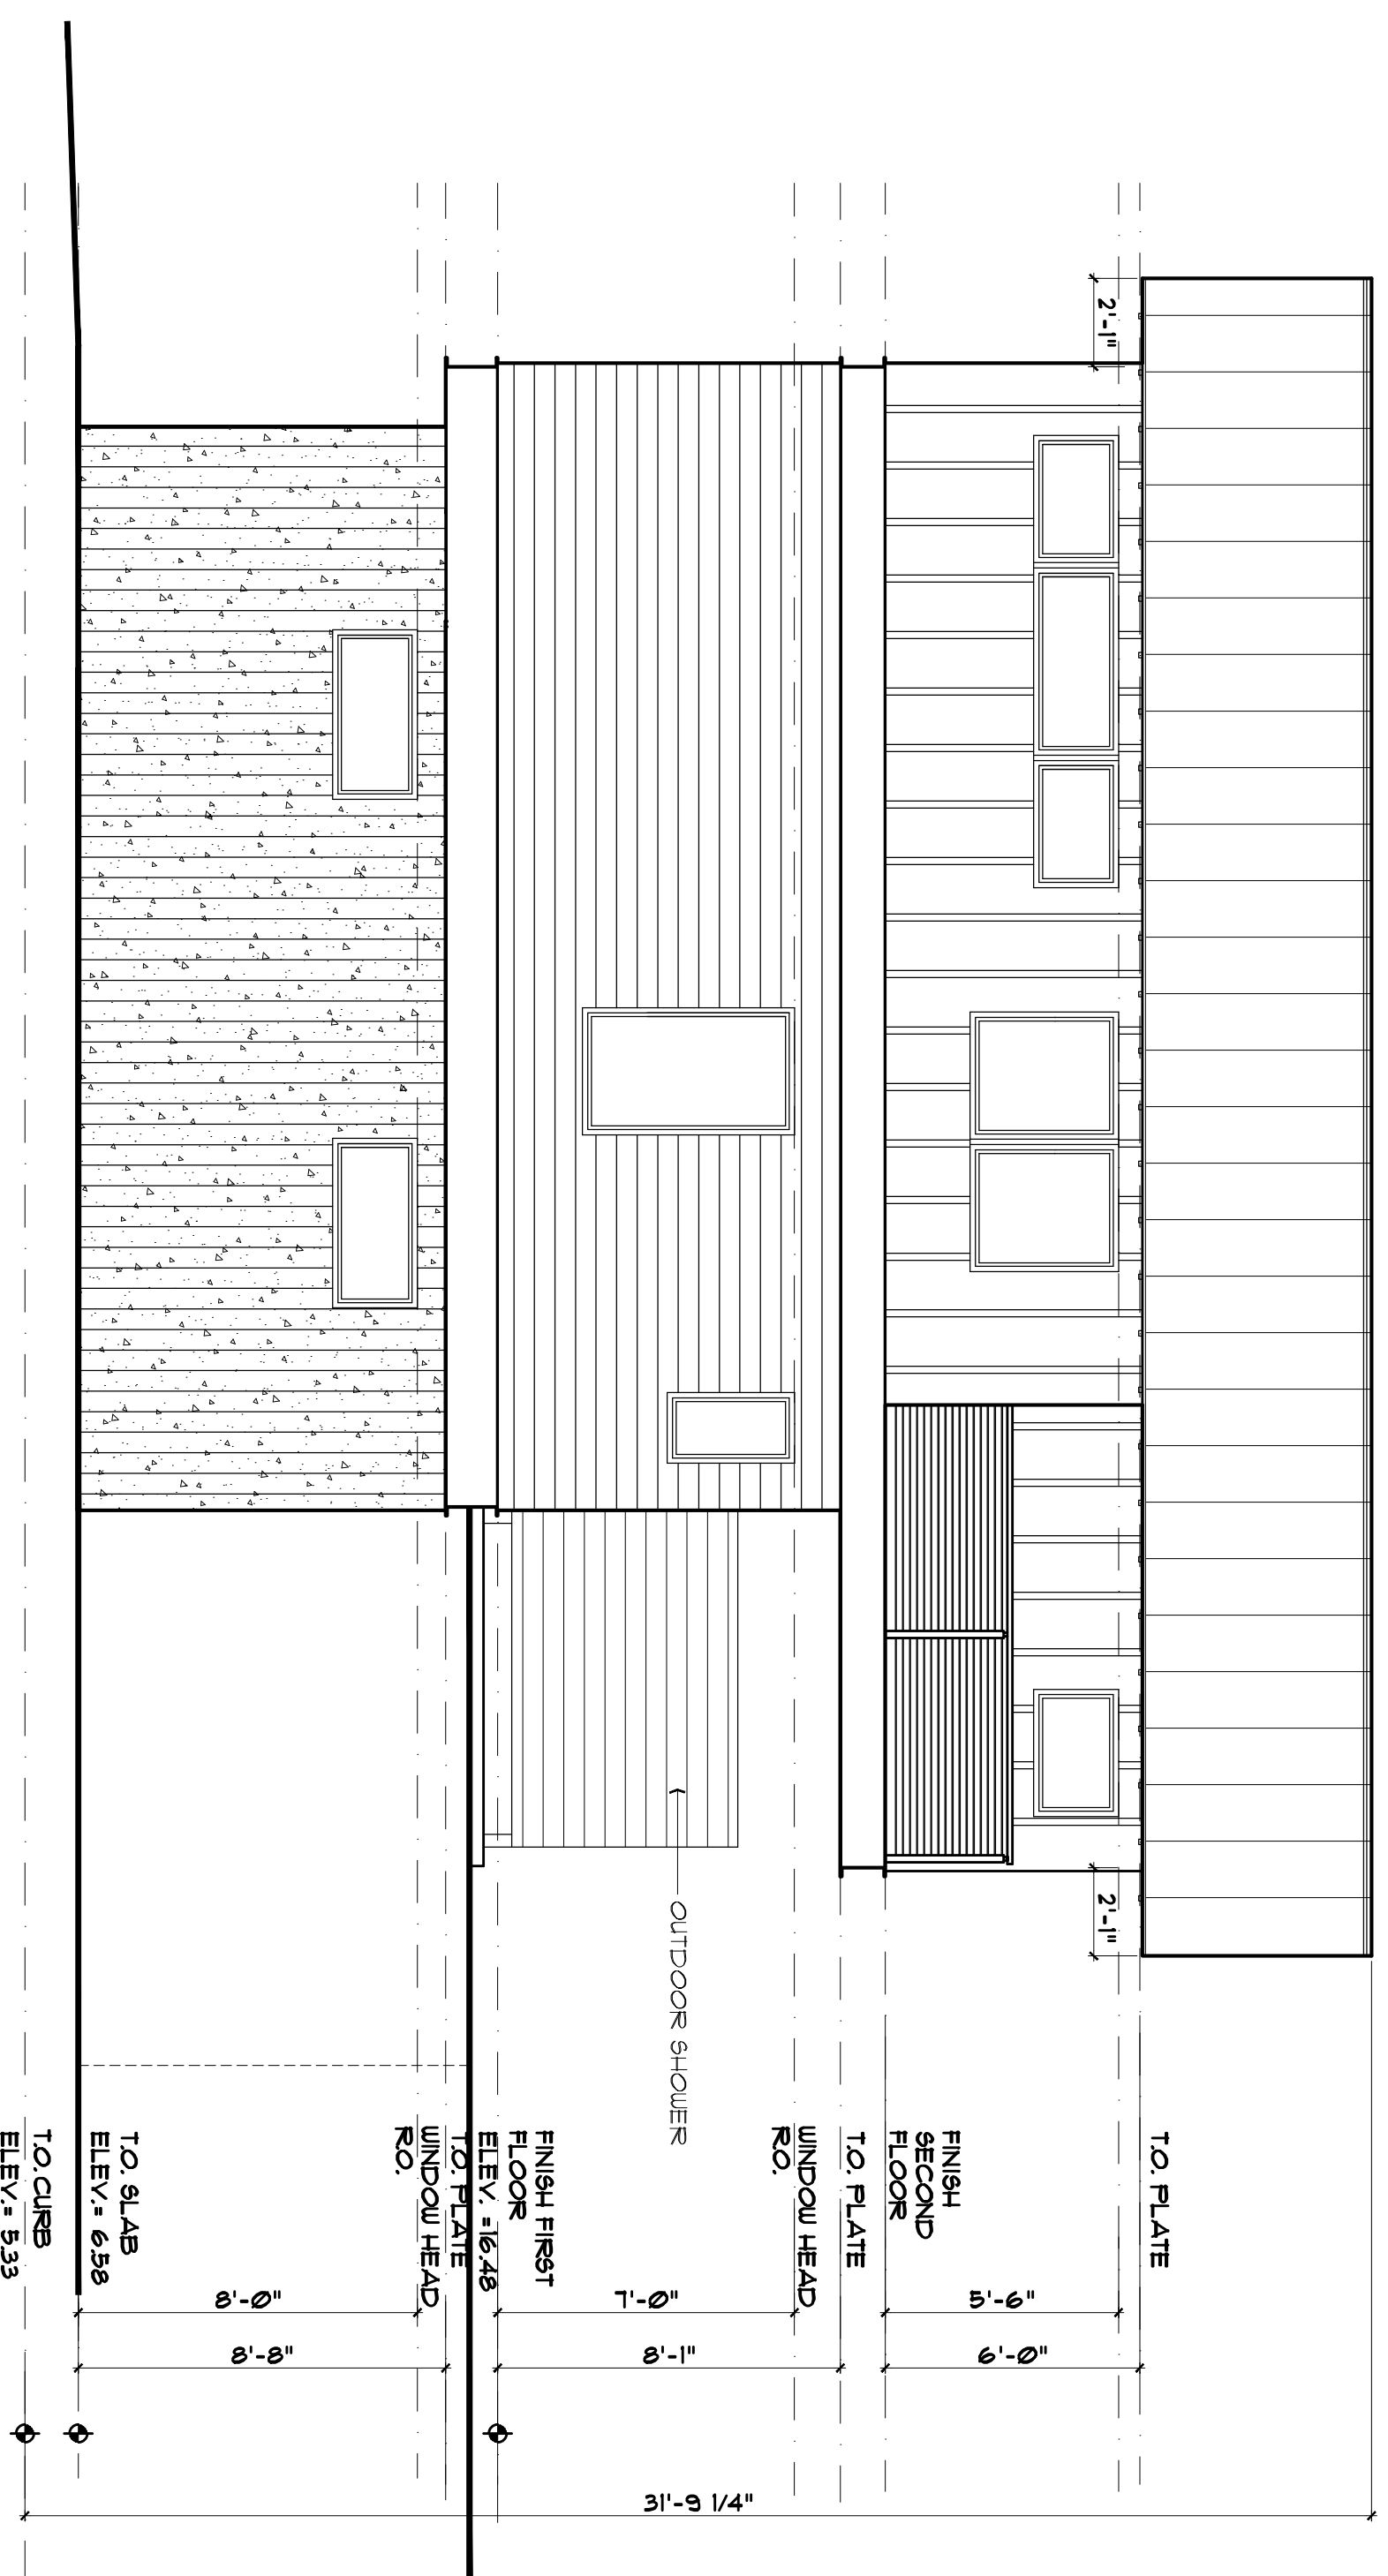 2'-1"
2'-1"
T.O. PLATE
5'-6"
6'-0"
FINISH
SECOND
FLOOR
T.O. PLATE
WINDOW HEAD
R.O.
7'-0"
8'-1"
OUTDOOR SHOWER
FINISH FIRST
FLOOR
ELEV. =16.48
T.O. PLATE
WINDOW HEAD
R.O.
8'-0"
8'-8"
T.O. SLAB
ELEV.= 6.58
T.O.CURB
ELEV.= 5.33
31'-9 1/4"